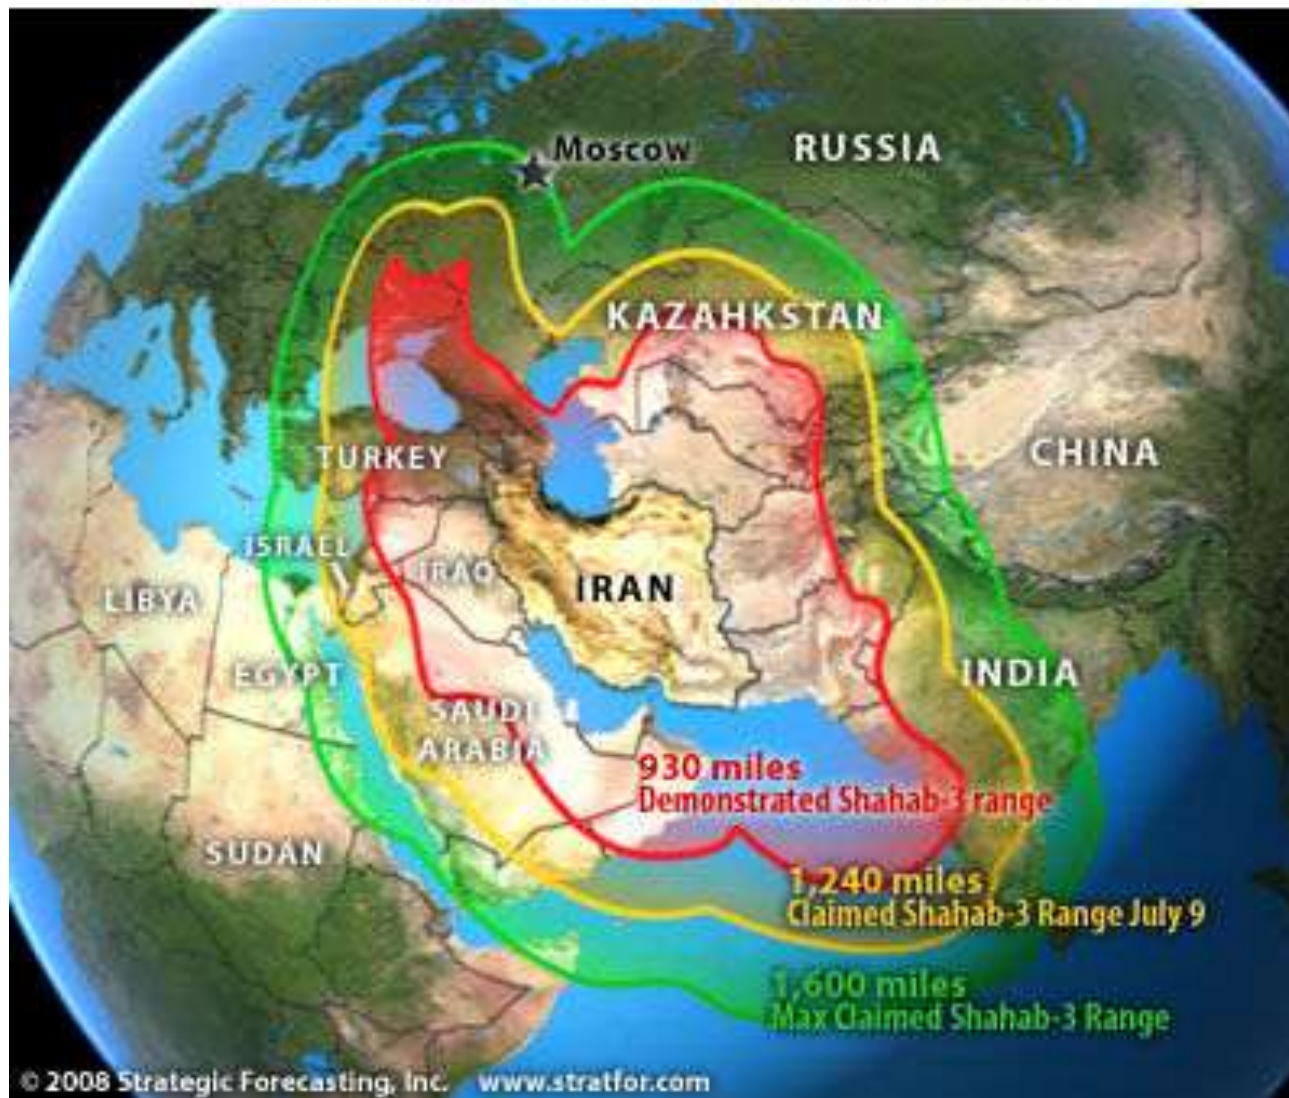 Moscow
RUSSIA
KAZAHKSTAN
TURKEY
CHINA
ISRAEL
IRAQ
IRAN
LIBYA
EGYPT
INDIA
SAUDI
ARABIA
930 miles
Demonstrated Shahab-3 range
SUDAN
1,240 miles
Claimed Shahab-3 Range July 9
1,600 miles
Max Claimed Shahab-3 Range
© 2008 Strategic Forecasting, Inc. www.stratfor.com